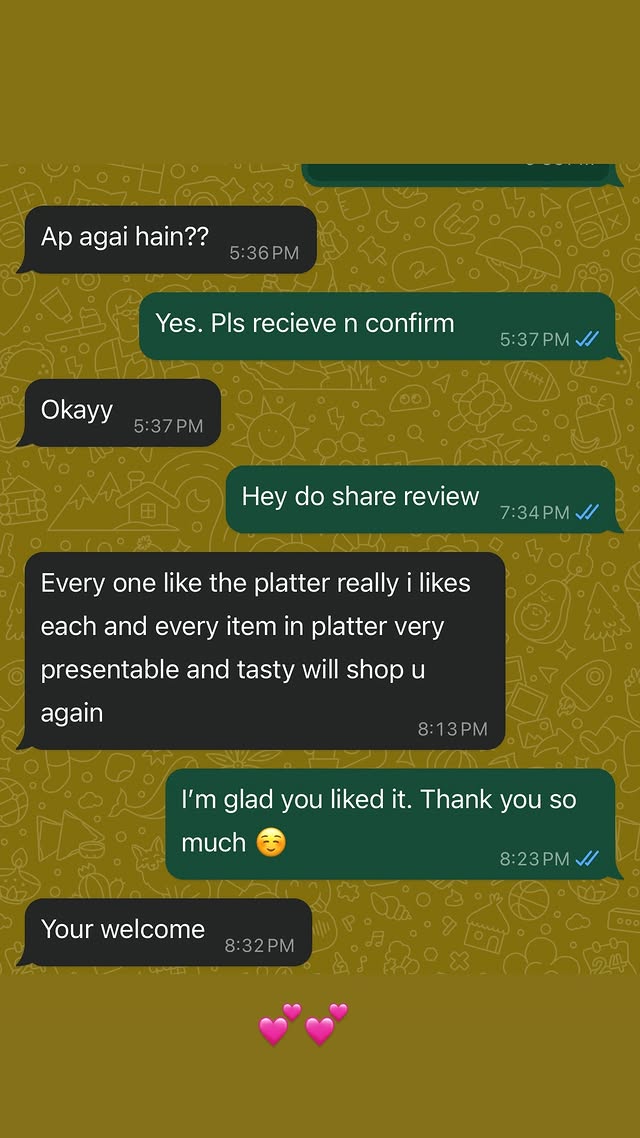 Ap agai hain??
5:36 PM
Yes. Pls recieve n confirm
5:37 PM
Okayy
5:37 PM
Hey do share review
7:34 PM
Every one like the platter really i likes
each and every item in platter very
presentable and tasty will shop u
again
8:13 PM
I’m glad you liked it. Thank you so
much ☺️
8:23 PM
Your welcome
8:32 PM
💕💕